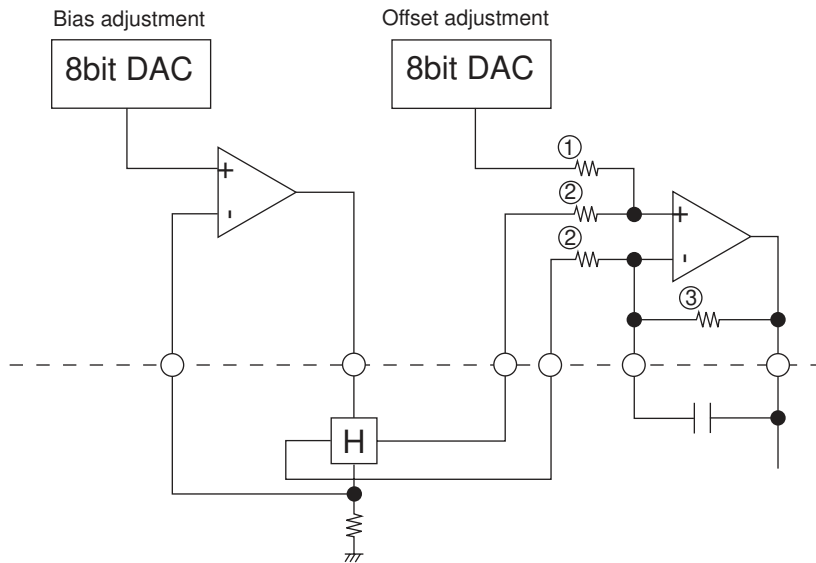 Bias adjustment
Offset adjustment
8bit DAC
8bit DAC
①
+
②
+
-
②
-
③
H